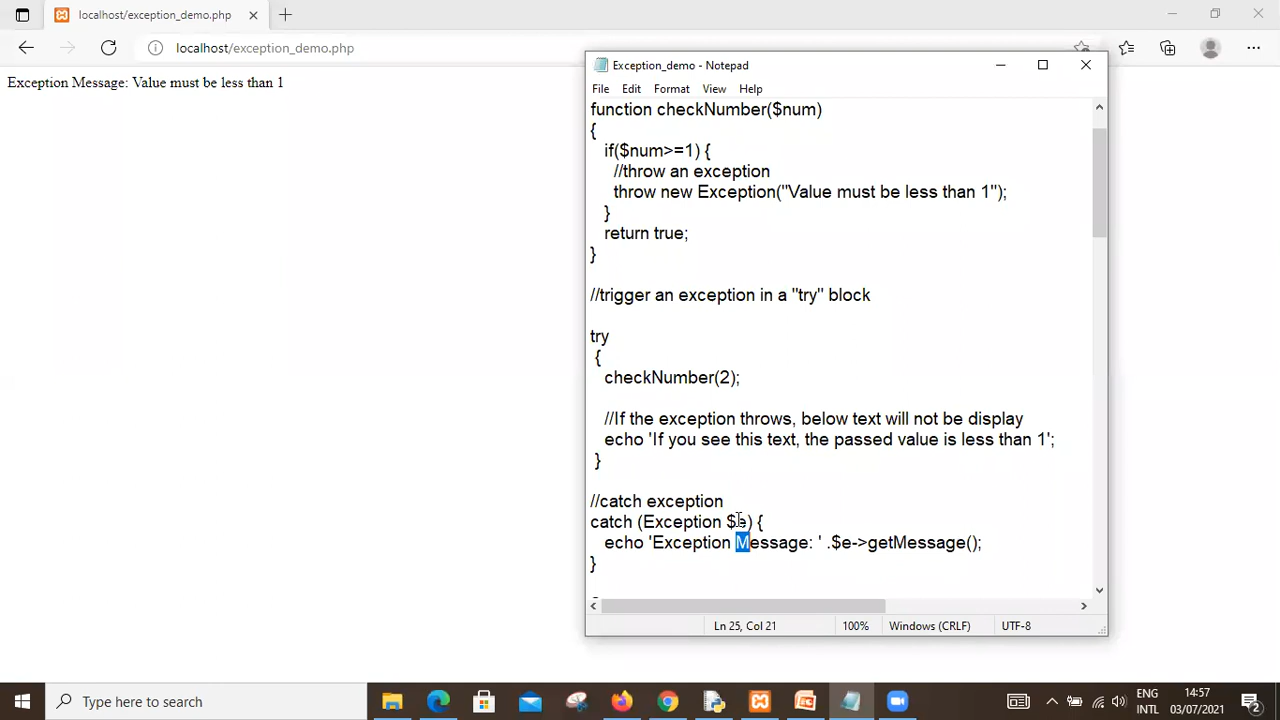 localhost/exception_demo.php
localhost/exception_demo.php
Exception Message: Value must be less than 1
Exception_demo - Notepad
File Edit Format View Help
function checkNumber($num)
{
if($num>=1) {
//throw an exception
throw new Exception("Value must be less than 1");
}
return true;
}
//trigger an exception in a "try" block
try
{
checkNumber(2);
//If the exception throws, below text will not be display
echo 'If you see this text, the passed value is less than 1';
}
//catch exception
catch (Exception $e) {
echo 'Exception Message: ' .$e->getMessage();
}
Ln 25, Col 21 100% Windows (CRLF) UTF-8
Type here to search
ENG
INTL
14:57
03/07/2021
2